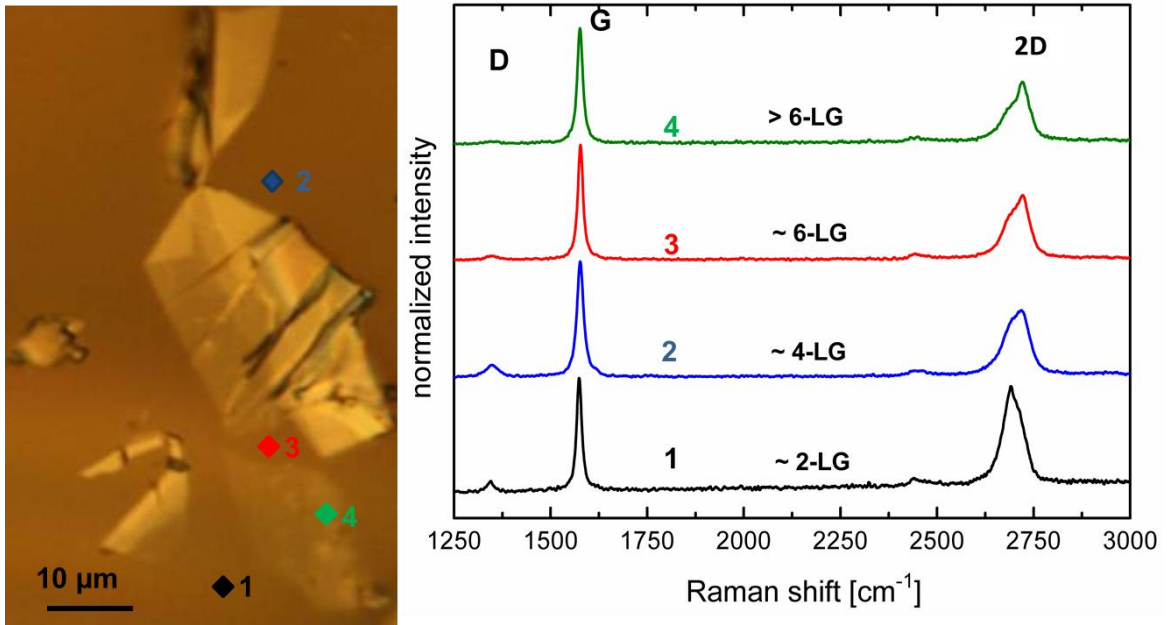 2
3
4
10 µm
1
D
G
2D
4
> 6-LG
3
~ 6-LG
2
~ 4-LG
1
~ 2-LG
normalized intensity
1250 1500 1750 2000 2250 2500 2750 3000
Raman shift [cm⁻¹]